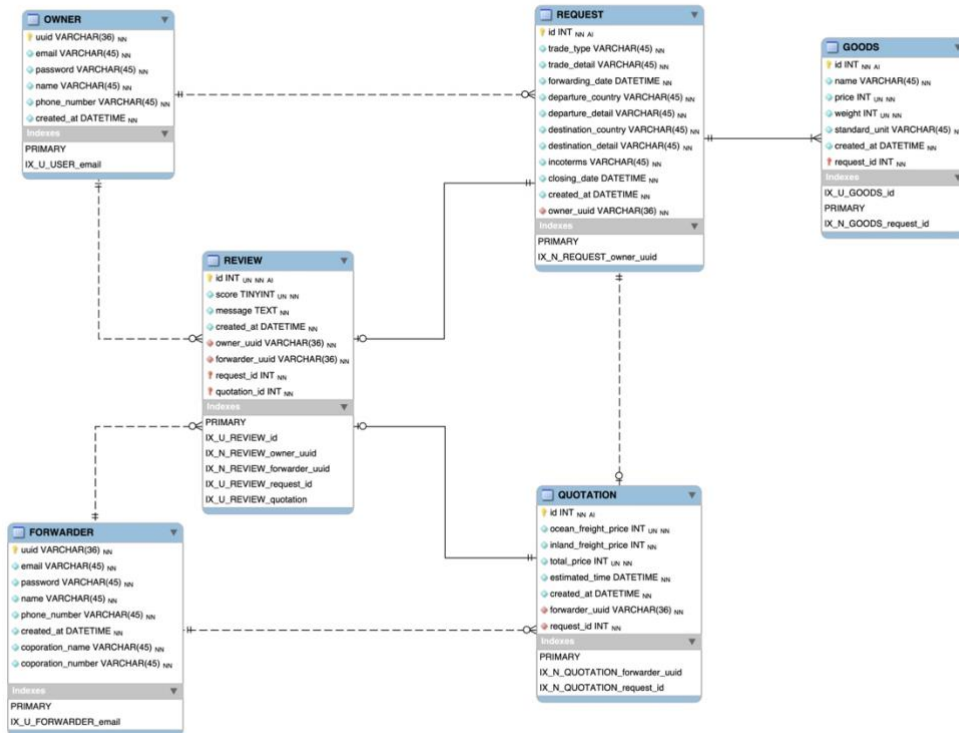 OWNER
uuid VARCHAR(36) NN
email VARCHAR(45) NN
password VARCHAR(45) NN
name VARCHAR(45) NN
phone_number VARCHAR(45) NN
created_at DATETIME NN
Indexes
PRIMARY
IX_U_USER_email
REQUEST
id INT NN AI
trade_type VARCHAR(45) NN
trade_detail VARCHAR(45) NN
forwarding_date DATETIME NN
departure_country VARCHAR(45) NN
departure_detail VARCHAR(45) NN
destination_country VARCHAR(45) NN
destination_detail VARCHAR(45) NN
incoterms VARCHAR(45) NN
closing_date DATETIME NN
created_at DATETIME NN
owner_uuid VARCHAR(36) NN
Indexes
PRIMARY
IX_N_REQUEST_owner_uuid
GOODS
id INT NN AI
name VARCHAR(45) NN
price INT UN NN
weight INT UN NN
standard_unit VARCHAR(45)
created_at DATETIME NN
request_id INT NN
Indexes
IX_U_GOODS_id
PRIMARY
IX_N_GOODS_request_id
REVIEW
id INT UN NN AI
score TINYINT UN NN
message TEXT NN
created_at DATETIME NN
owner_uuid VARCHAR(36) NN
forwarder_uuid VARCHAR(36) NN
request_id INT NN
quotation_id INT NN
Indexes
PRIMARY
IX_U_REVIEW_id
IX_N_REVIEW_owner_uuid
IX_N_REVIEW_forwarder_uuid
IX_U_REVIEW_request_id
IX_U_REVIEW_quotation
FORWARDER
uuid VARCHAR(36) NN
email VARCHAR(45) NN
password VARCHAR(45) NN
name VARCHAR(45) NN
phone_number VARCHAR(45) NN
created_at DATETIME NN
coporation_name VARCHAR(45) NN
coporation_number VARCHAR(45) NN
Indexes
PRIMARY
IX_U_FORWARDER_email
QUOTATION
id INT NN AI
ocean_freight_price INT UN NN
inland_freight_price INT NN
total_price INT UN NN
estimated_time DATETIME NN
created_at DATETIME NN
forwarder_uuid VARCHAR(36) NN
request_id INT NN
Indexes
PRIMARY
IX_N_QUOTATION_forwarder_uuid
IX_N_QUOTATION_request_id